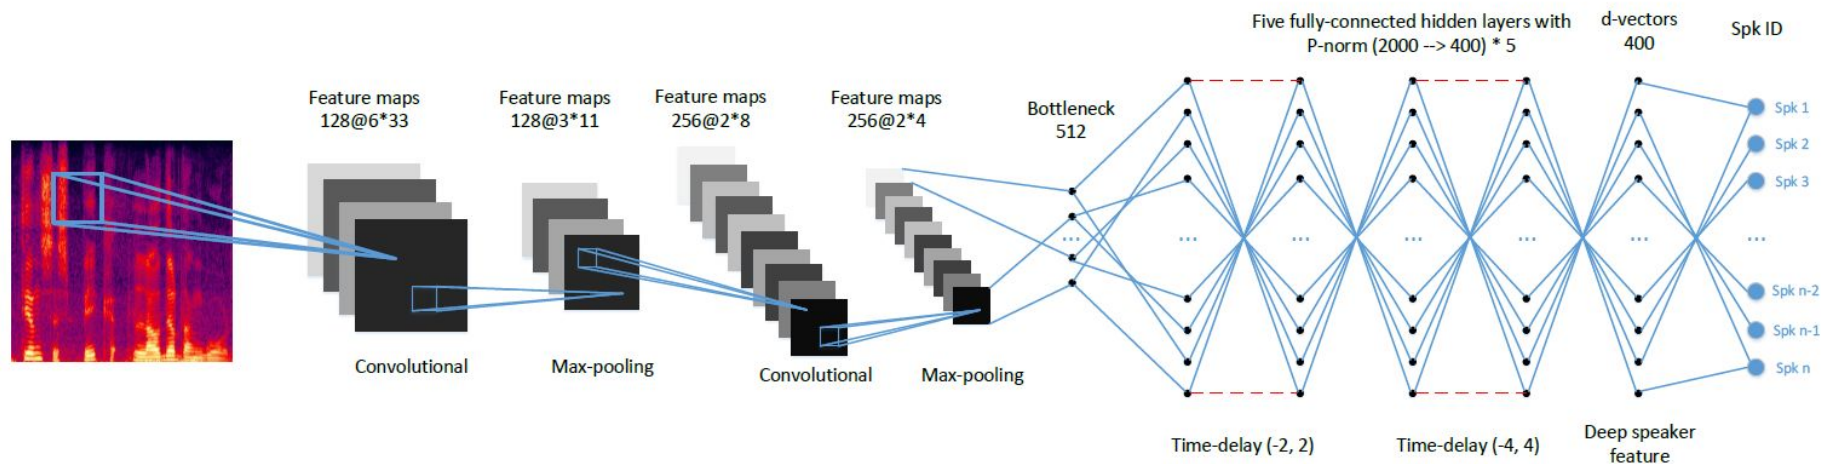 Five fully-connected hidden layers with
P-norm (2000 --> 400) * 5
d-vectors
400
Spk ID
Feature maps
128@6*33
Feature maps
128@3*11
Feature maps
256@2*8
Feature maps
256@2*4
Bottleneck
512
Spk 1
Spk 2
Spk 3
...
...
...
...
...
...
...
Spk n-2
Spk n-1
Spk n
Convolutional
Max-pooling
Convolutional
Max-pooling
Time-delay (-2, 2)
Time-delay (-4, 4)
Deep speaker
feature